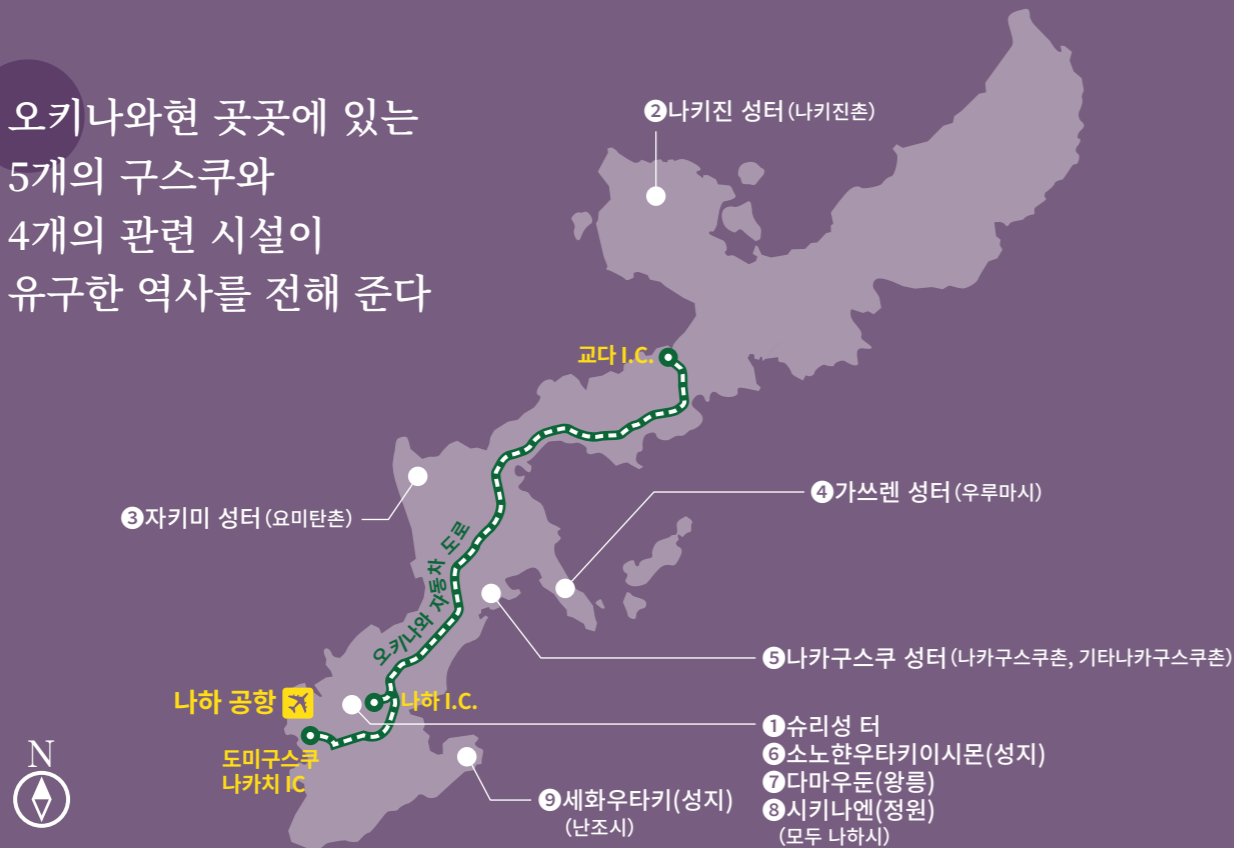 오키나와현 곳곳에 있는
5개의 구스쿠와
4개의 관련 시설이
유구한 역사를 전해 준다
❷나키진 성터(나키진촌)
교다 I.C.
❸자키미 성터(요미탄촌)
❹가쓰렌 성터(우루마시)
오키나와 자동차 도로
❺나카구스쿠 성터(나카구스쿠촌, 기타나카구스쿠촌)
나하 공항
나하 I.C.
도미구스쿠
나카치 IC
❶슈리성 터
❻소노햔우타키이시몬(성지)
❼다마우둔(왕릉)
❽시키나엔(정원)
(모두 나하시)
❾세화우타키(성지)
(난조시)
N